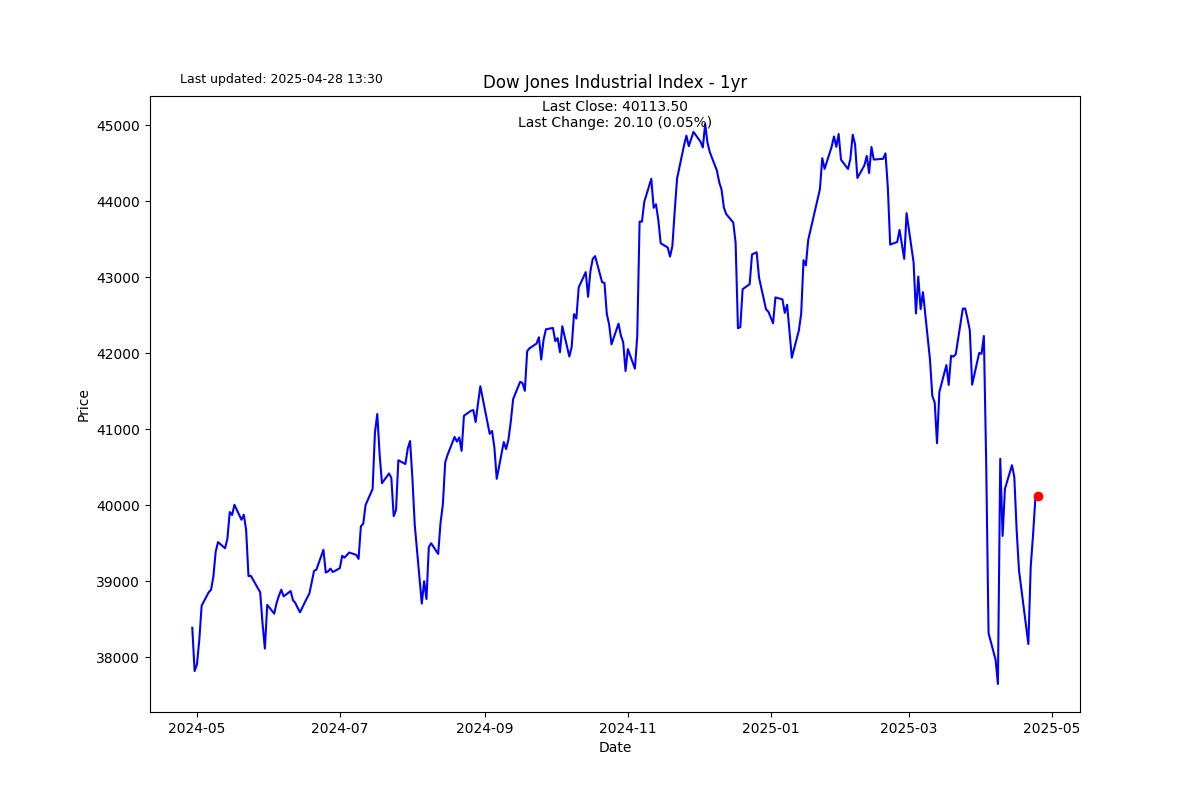 Last updated: 2025-04-28 13:30
Dow Jones Industrial Index - 1yr
Last Close: 40113.50
Last Change: 20.10 (0.05%)
45000
44000
43000
42000
41000
40000
39000
38000
Price
2024-05
2024-07
2024-09
2024-11
2025-01
2025-03
2025-05
Date